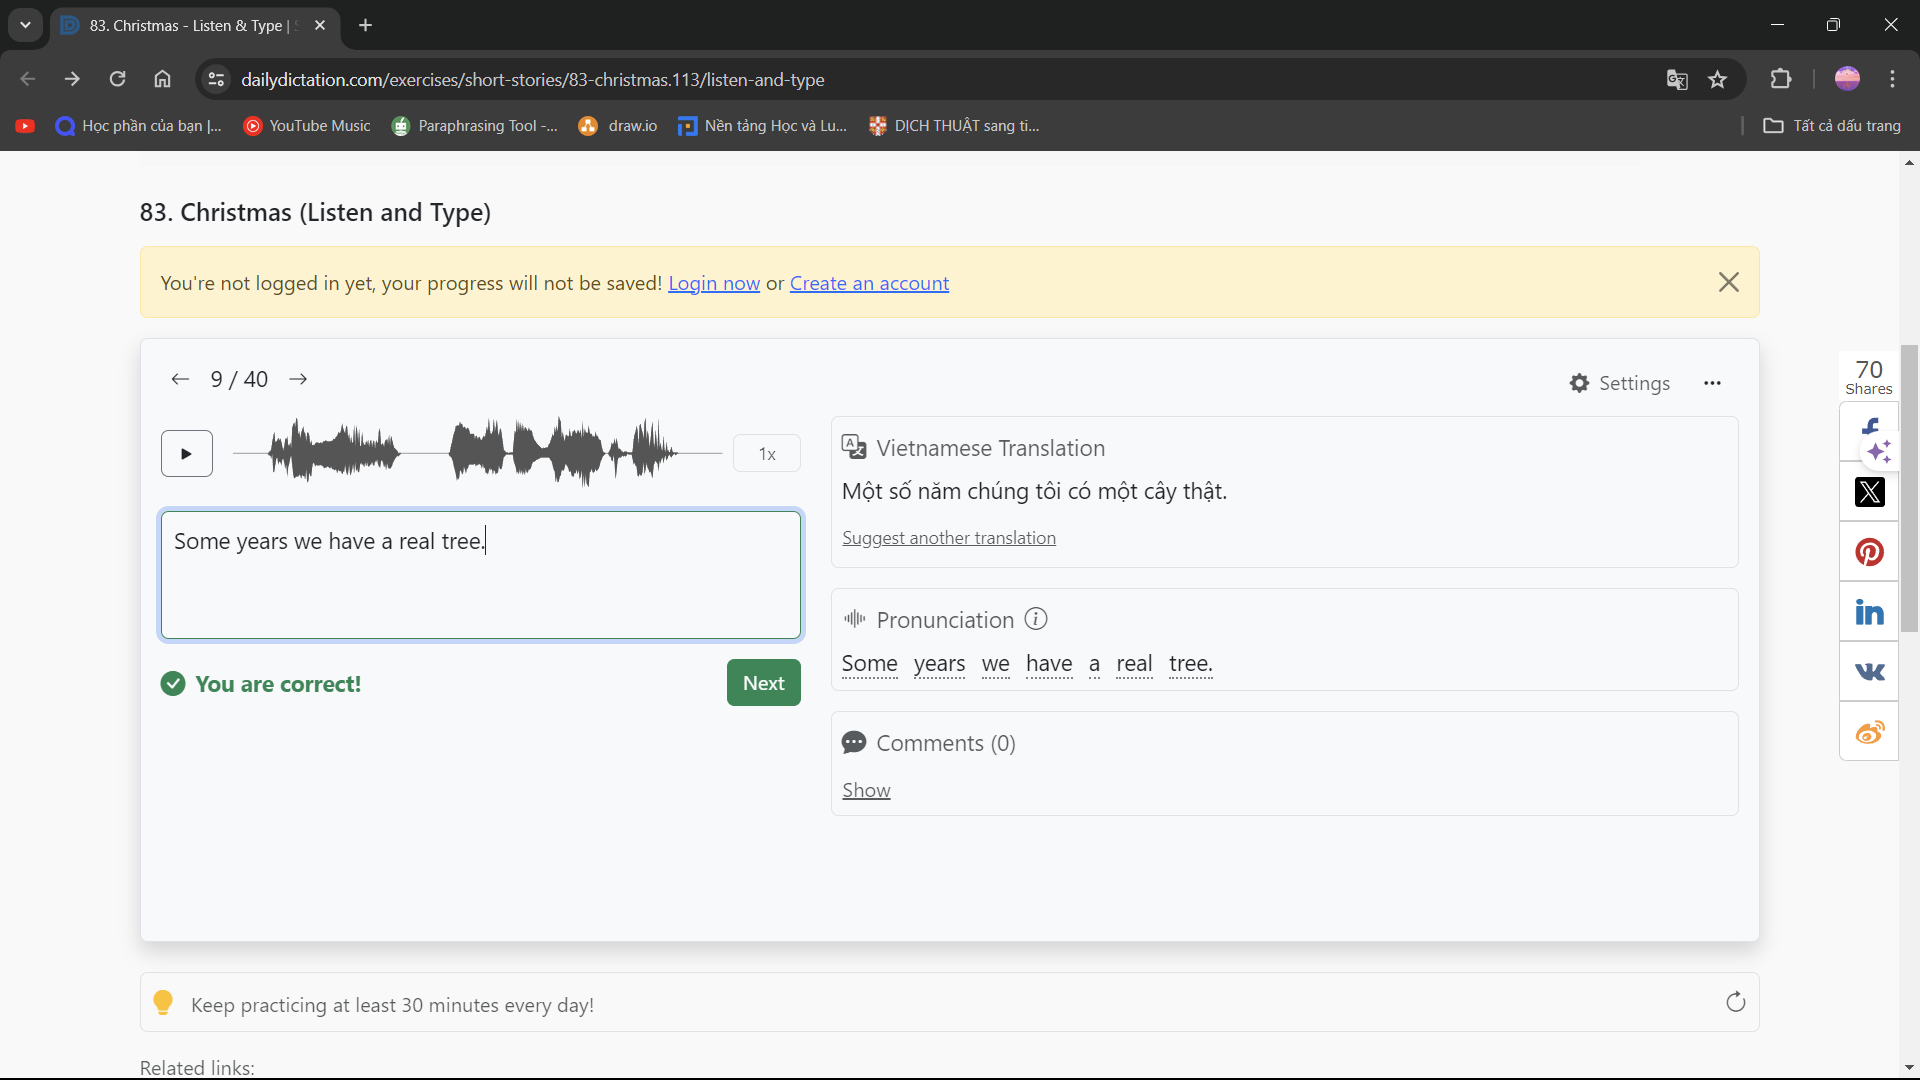 83. Christmas - Listen & Type |
dailydictation.com/exercises/short-stories/83-christmas.113/listen-and-type
Học phần của bạn |... YouTube Music Paraphrasing Tool -... draw.io Nền tảng Học và Lu... DỊCH THUẬT sang ti... Tất cả dấu trang
83. Christmas (Listen and Type)
You're not logged in yet, your progress will not be saved! Login now or Create an account
9 / 40
Settings
1x
Vietnamese Translation
Một số năm chúng tôi có một cây thật.
Suggest another translation
Some years we have a real tree.
You are correct!
Next
Pronunciation
Some years we have a real tree.
Comments (0)
Show
70
Shares
Keep practicing at least 30 minutes every day!
Related links: